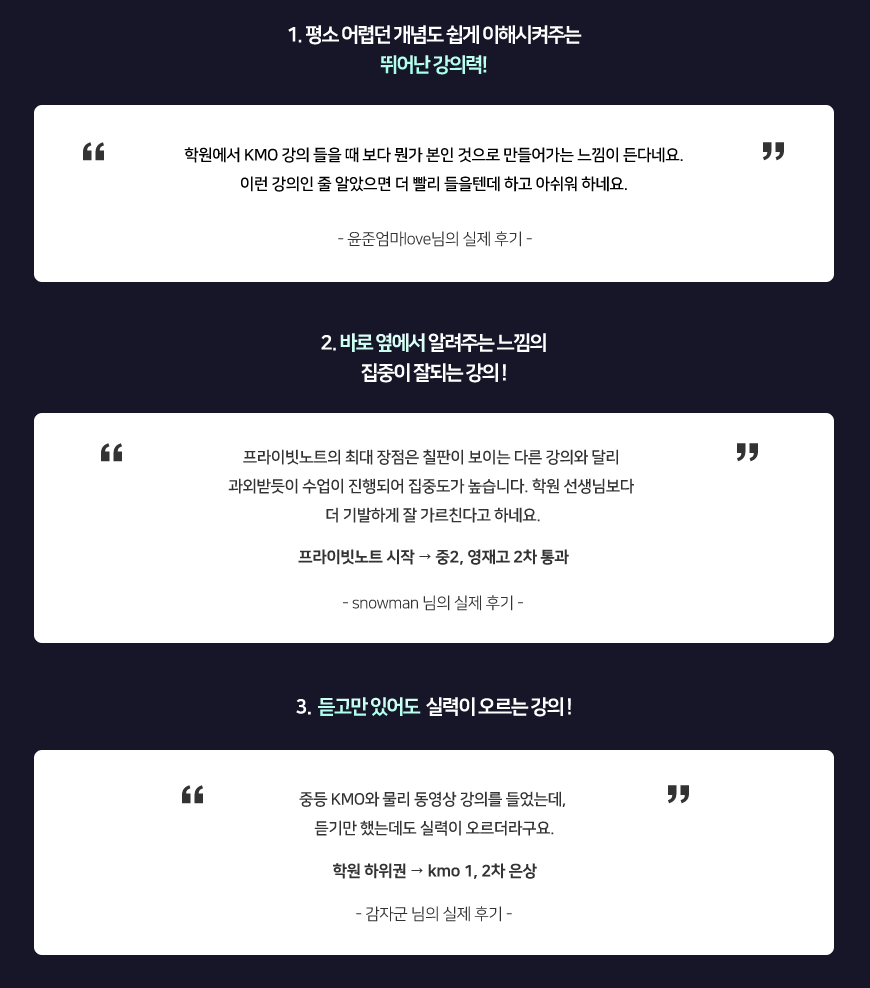 1. 평소 어렵던 개념도 쉽게 이해시켜주는
뛰어난 강의력!
“ 학원에서 KMO 강의 들을 때 보다 뭔가 본인 것으로 만들어가는 느낌이 든다네요. ”
이런 강의인 줄 알았으면 더 빨리 들을텐데 하고 아쉬워 하네요.
- 윤준엄마love님의 실제 후기 -
2. 바로 옆에서 알려주는 느낌의
집중이 잘되는 강의 !
“ 프라이빗노트의 최대 장점은 칠판이 보이는 다른 강의와 달리 ”
과외받듯이 수업이 진행되어 집중도가 높습니다. 학원 선생님보다
더 기발하게 잘 가르친다고 하네요.
프라이빗노트 시작 → 중2, 영재고 2차 통과
- snowman 님의 실제 후기 -
3. 듣고만 있어도 실력이 오르는 강의 !
“ 중등 KMO와 물리 동영상 강의를 들었는데, ”
듣기만 했는데도 실력이 오르더라구요.
학원 하위권 → kmo 1, 2차 은상
- 감자군 님의 실제 후기 -